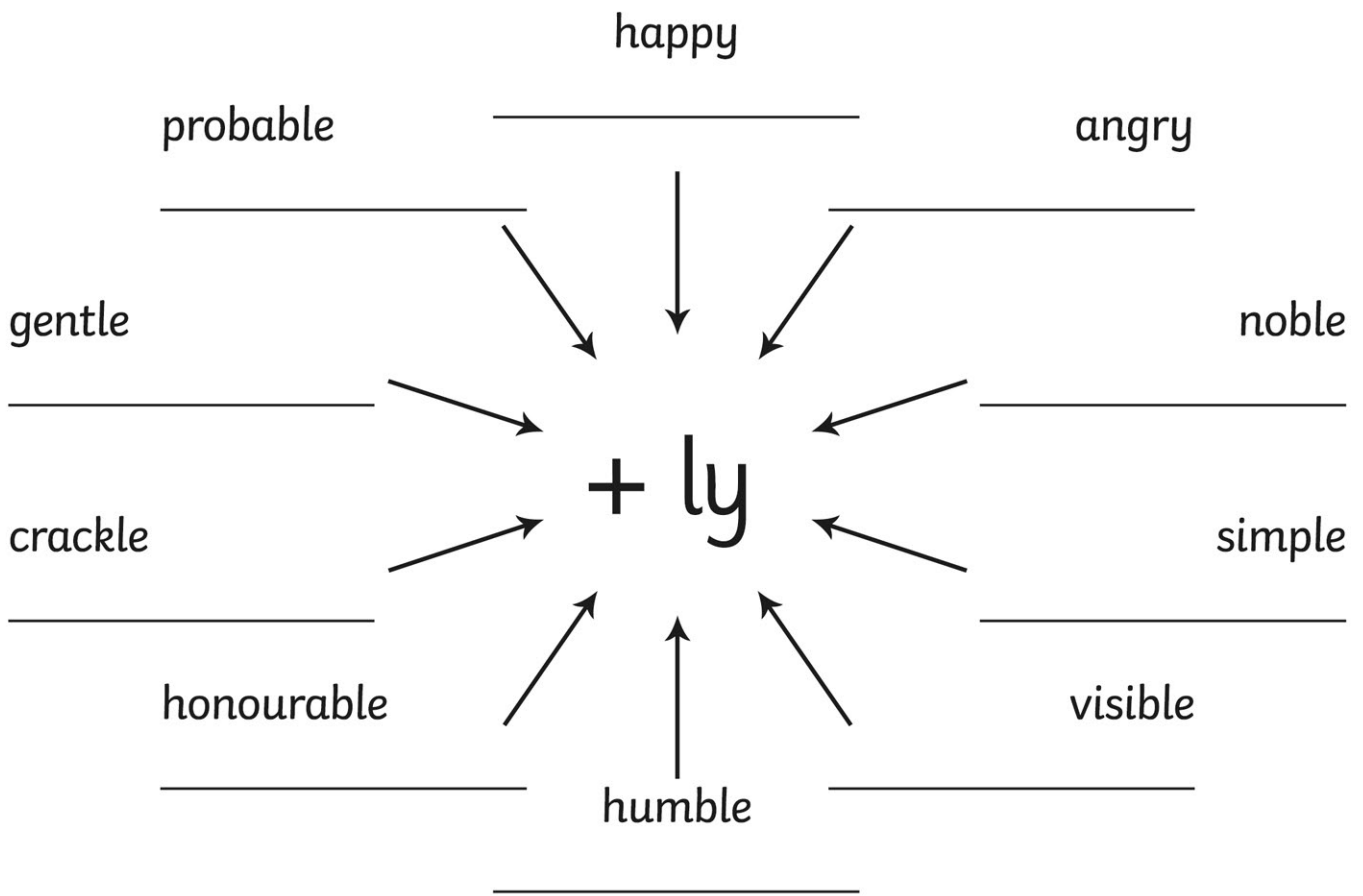 happy
probable
angry
gentle
noble
+ ly
crackle
simple
honourable
visible
humble